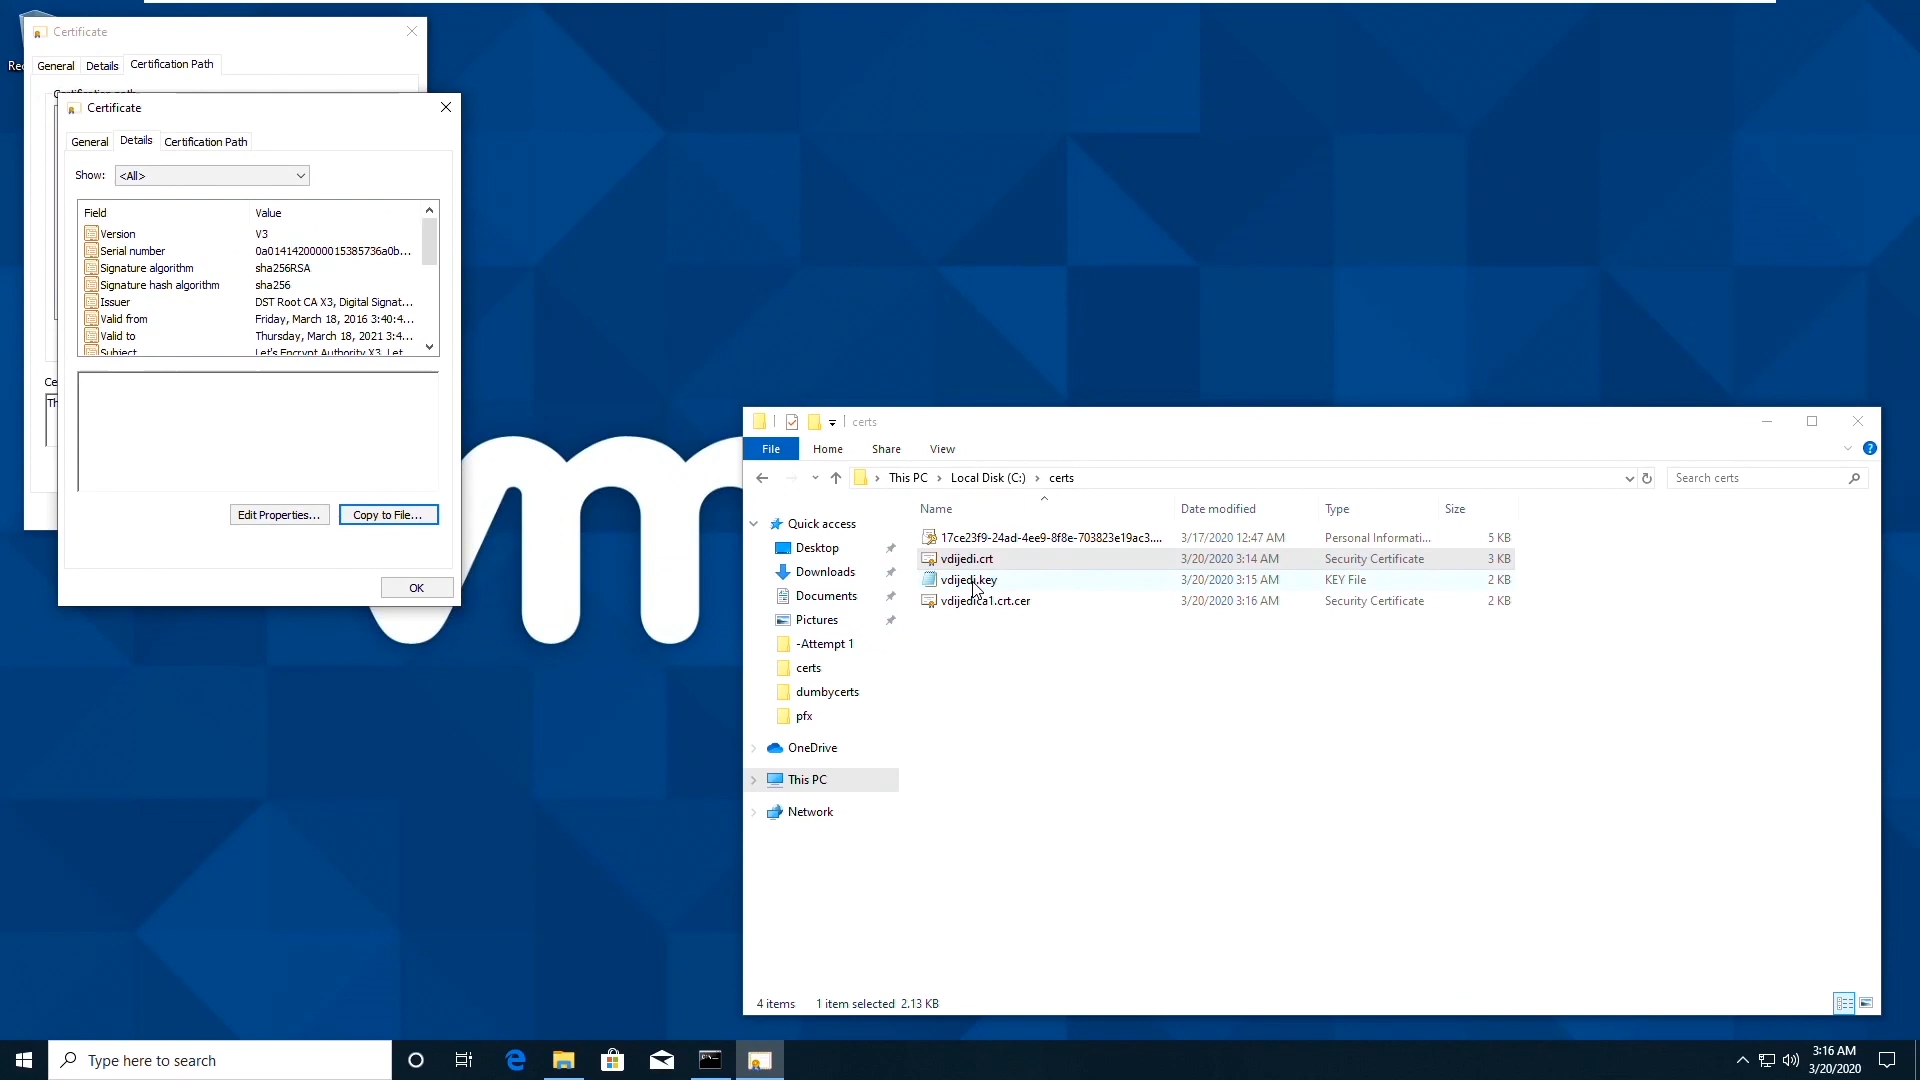 Certificate
General Details Certification Path
Certificate
General Details Certification Path
Show: <All>
Field Value
Version V3
Serial number 0a0141420000015385736a0b...
Signature algorithm sha256RSA
Signature hash algorithm sha256
Issuer DST Root CA X3, Digital Signat...
Valid from Friday, March 18, 2016 3:40:4...
Valid to Thursday, March 18, 2021 3:4...
Subject Let's Encrypt Authority X3, Let
Edit Properties... Copy to File...
OK
vm
certs
File Home Share View
This PC › Local Disk (C:) › certs
Search certs
Name Date modified Type Size
17ce23f9-24ad-4ee9-8f8e-703823e19ac3.... 3/17/2020 12:47 AM Personal Informati... 5 KB
vdijedi.crt 3/20/2020 3:14 AM Security Certificate 3 KB
vdijedi.key 3/20/2020 3:15 AM KEY File 2 KB
vdijedica1.crt.cer 3/20/2020 3:16 AM Security Certificate 2 KB
Quick access
Desktop
Downloads
Documents
Pictures
-Attempt 1
certs
dumbycerts
pfx
OneDrive
This PC
Network
4 items 1 item selected 2.13 KB
Type here to search
3:16 AM
3/20/2020